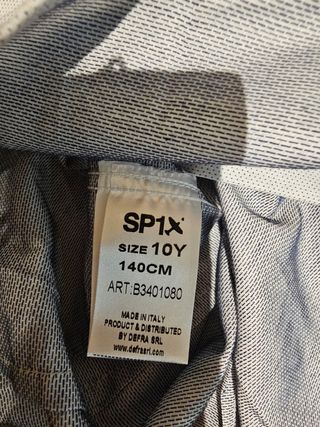 SP1X
SIZE 10Y
140CM
ART:B3401080
MADE IN ITALY
PRODUCT & DISTRIBUTED
BY DEFRA SRL
www.defrasrl.com